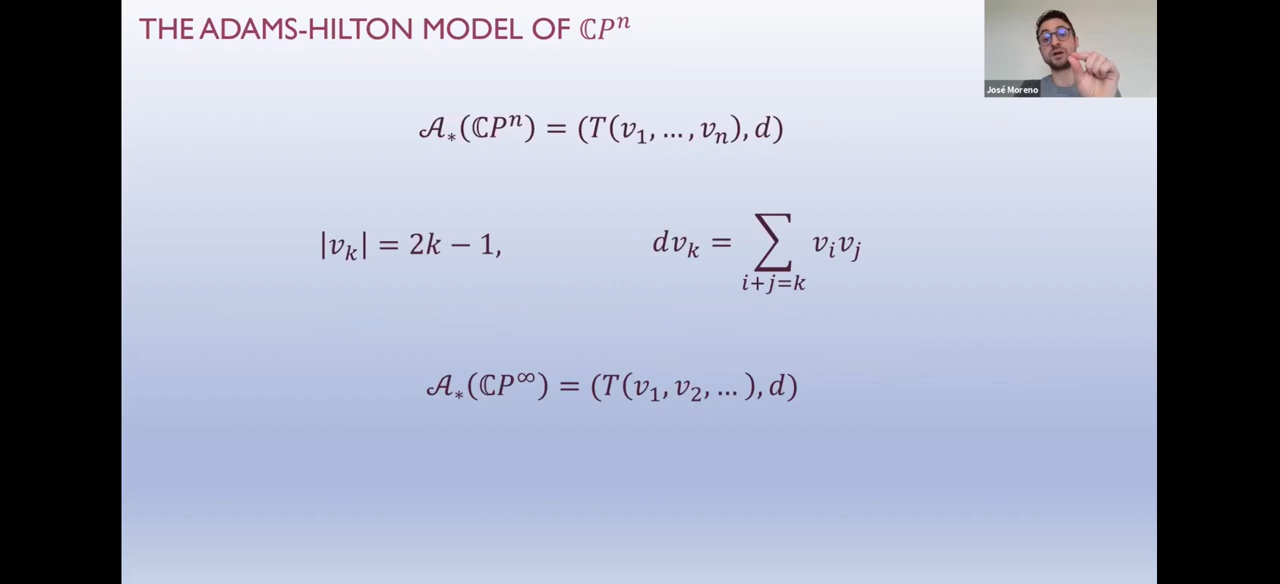 THE ADAMS-HILTON MODEL OF ℂPⁿ
José Moreno
𝒜∗(ℂPⁿ) = (T(v₁, …, vₙ), d)
|vₖ| = 2k − 1, dvₖ = ∑ vᵢvⱼ
i+j=k
𝒜∗(ℂP^∞) = (T(v₁, v₂, …), d)